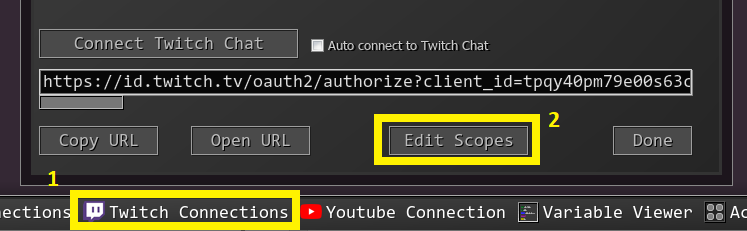 Connect Twitch Chat Auto connect to Twitch Chat
https://id.twitch.tv/oauth2/authorize?client_id=tpqy40pm79e00s63c
Copy URL Open URL Edit Scopes 2 Done
1
nections Twitch Connections Youtube Connection Variable Viewer Ac